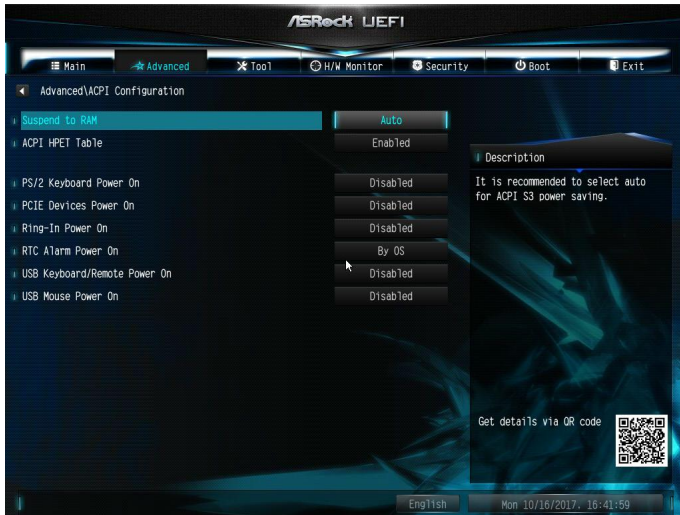 ASRock UEFI
Main Advanced Tool H/W Monitor Security Boot Exit
Advanced\ACPI Configuration
Suspend to RAM Auto
ACPI HPET Table Enabled
Description
It is recommended to select auto
for ACPI S3 power saving.
PS/2 Keyboard Power On Disabled
PCIE Devices Power On Disabled
Ring-In Power On Disabled
RTC Alarm Power On By OS
USB Keyboard/Remote Power On Disabled
USB Mouse Power On Disabled
Get details via QR code
English Mon 10/16/2017. 16:41:59